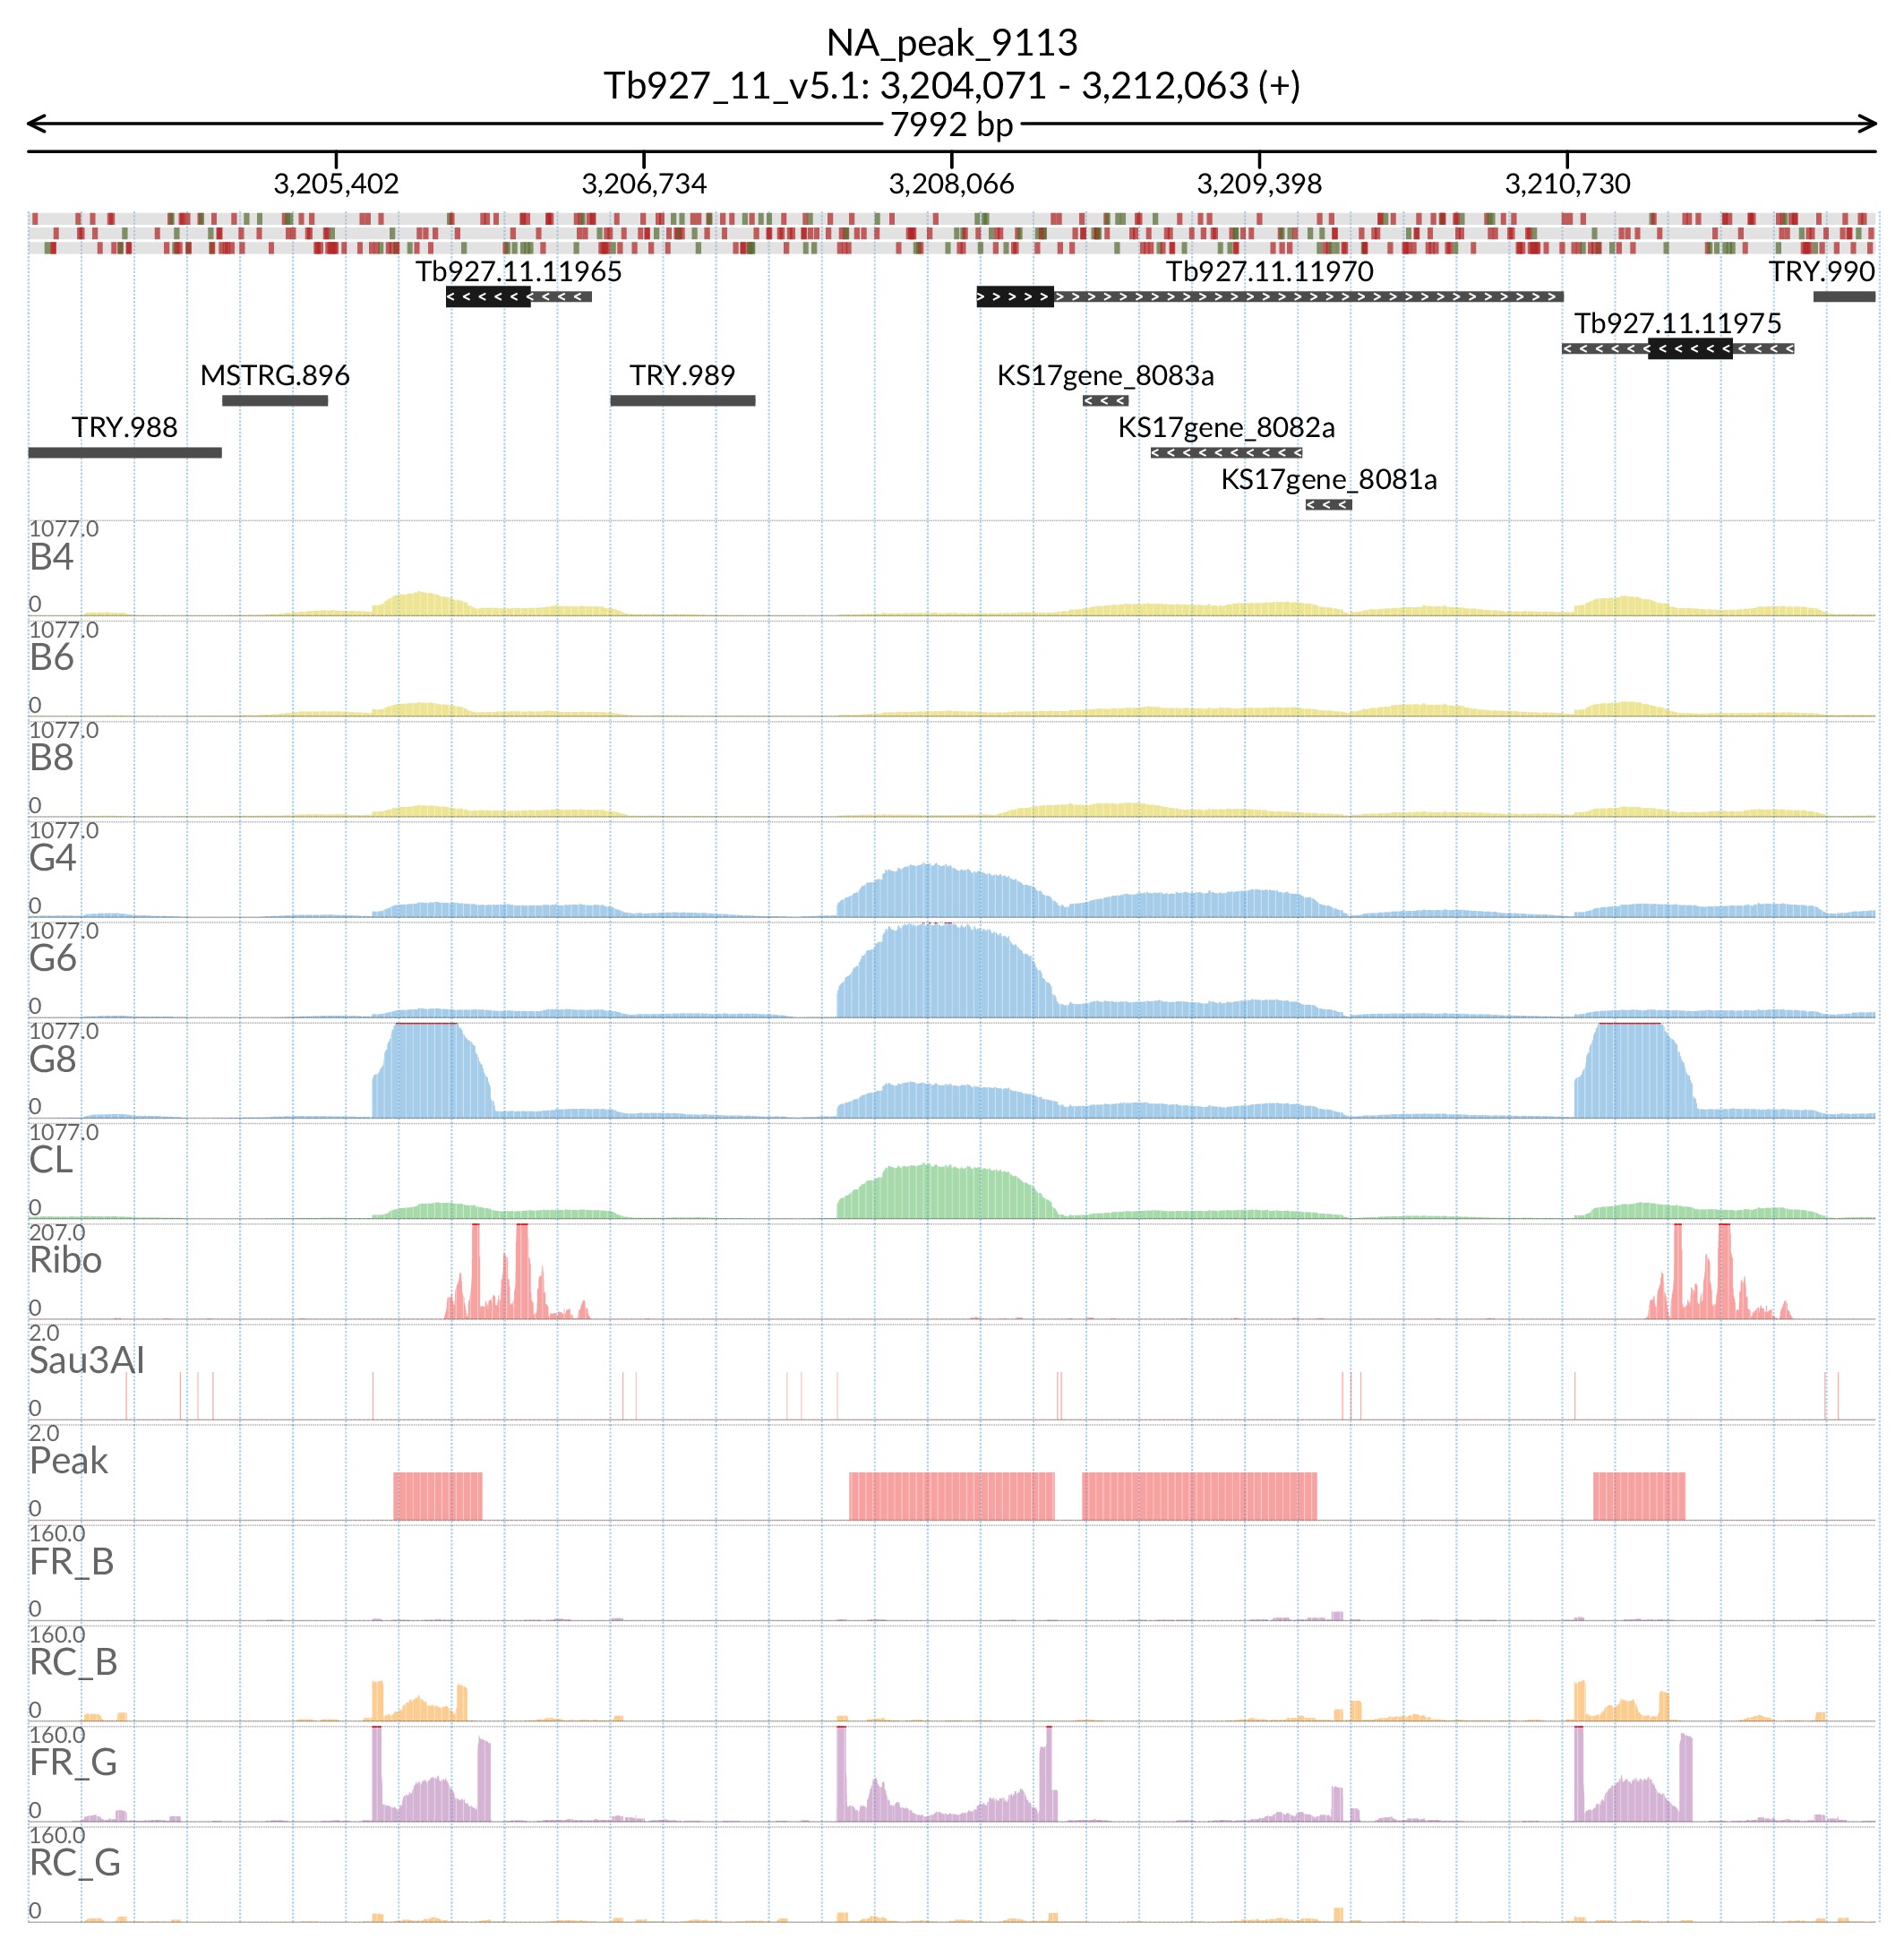 NA_peak_9113
Tb927_11_v5.1: 3,204,071 - 3,212,063 (+)
7992 bp
3,205,402 3,206,734 3,208,066 3,209,398 3,210,730
Tb927.11.11965 Tb927.11.11970 TRY.990
Tb927.11.11975
MSTRG.896 TRY.989 KS17gene_8083a
TRY.988 KS17gene_8082a
KS17gene_8081a
1077.0
B4
0
1077.0
B6
0
1077.0
B8
0
1077.0
G4
0
1077.0
G6
0
1077.0
G8
0
1077.0
CL
0
207.0
Ribo
0
2.0
Sau3AI
0
2.0
Peak
0
160.0
FR_B
0
160.0
RC_B
0
160.0
FR_G
0
160.0
RC_G
0